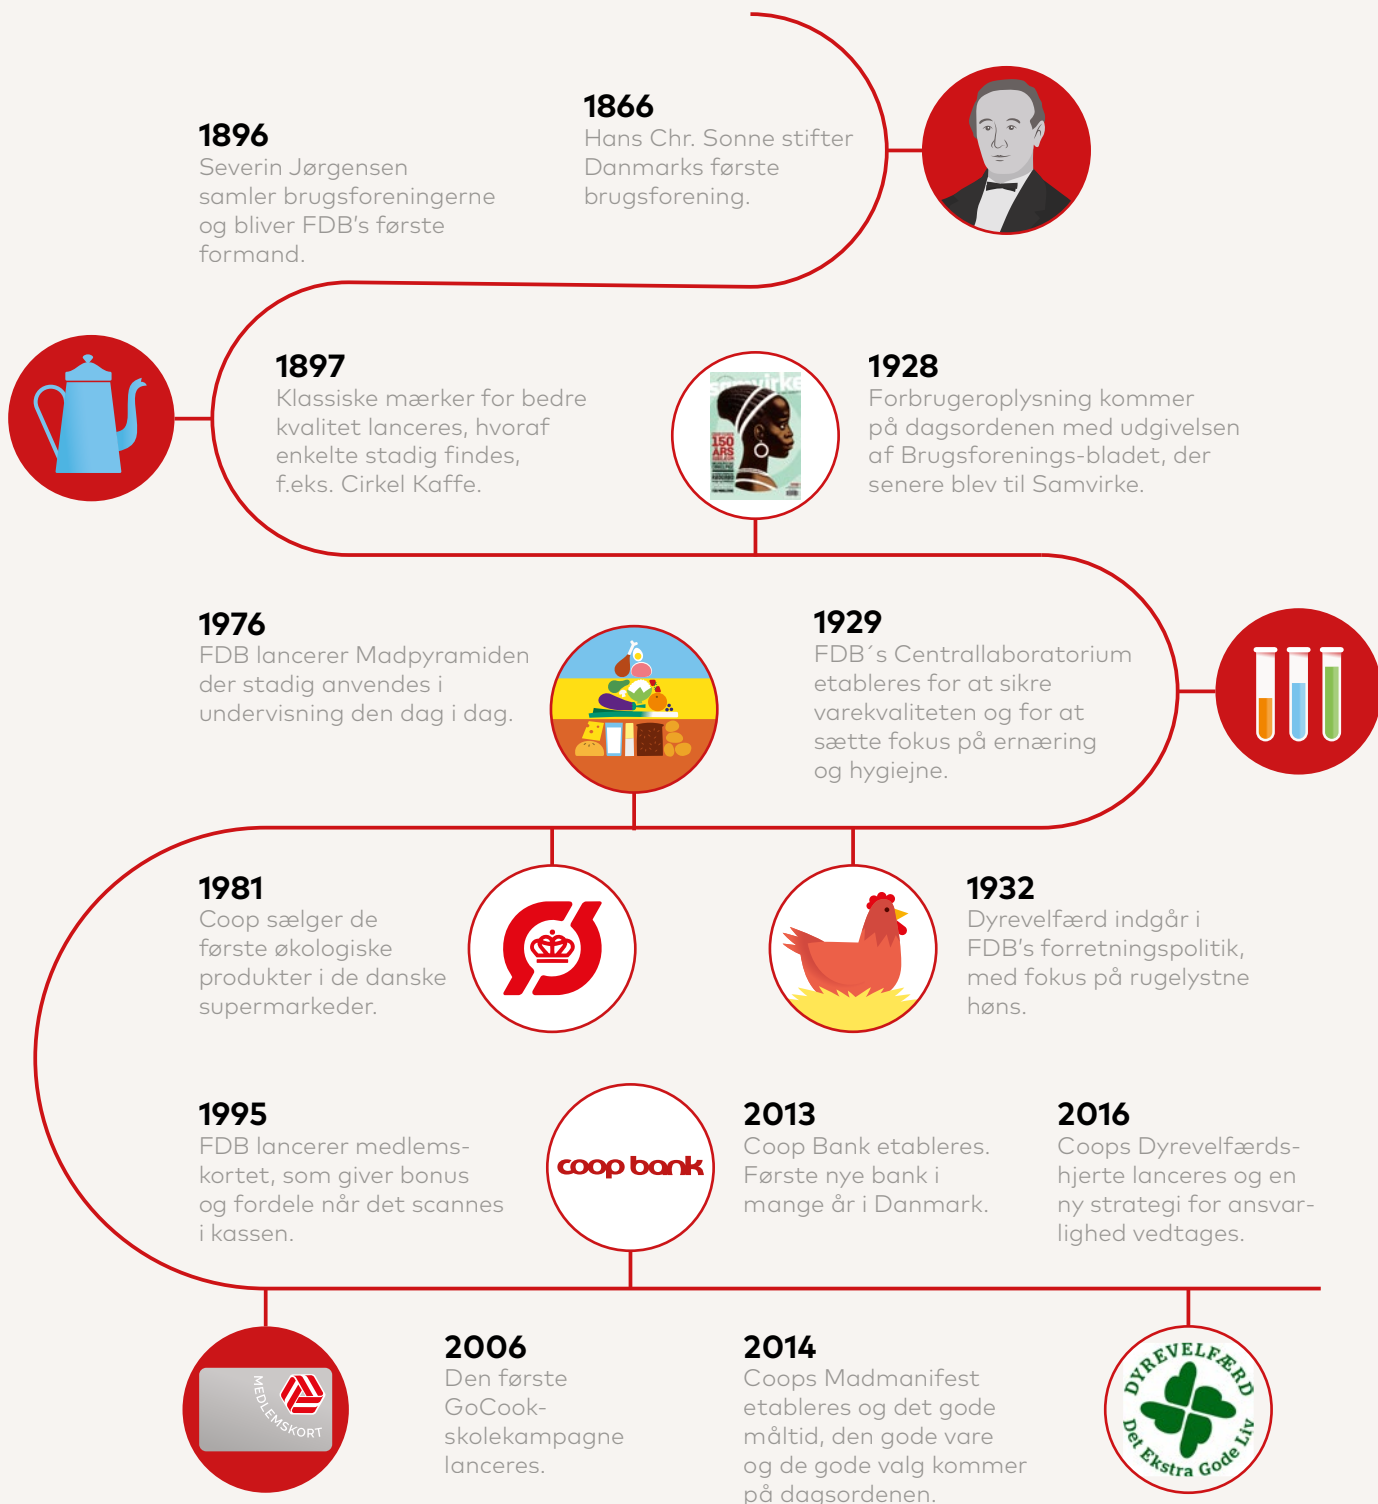 1866
Hans Chr. Sonne stifter
Danmarks første
brugsforening.
1896
Severin Jørgensen
samler brugsforeningerne
og bliver FDB's første
formand.
1897
Klassiske mærker for bedre
kvalitet lanceres, hvoraf
enkelte stadig findes,
f.eks. Cirkel Kaffe.
samvirke
150
ÅRS
1928
Forbrugeroplysning kommer
på dagsordenen med udgivelsen
af Brugsforenings-bladet, der
senere blev til Samvirke.
1929
FDB´s Centrallaboratorium
etableres for at sikre
varekvaliteten og for at
sætte fokus på ernæring
og hygiejne.
1932
Dyrevelfærd indgår i
FDB's forretningspolitik,
med fokus på rugelystne
høns.
1976
FDB lancerer Madpyramiden
der stadig anvendes i
undervisning den dag i dag.
1981
Coop sælger de
første økologiske
produkter i de danske
supermarkeder.
1995
FDB lancerer medlems-
kortet, som giver bonus
og fordele når det scannes
i kassen.
MEDLEMSKORT
2006
Den første
GoCook-
skolekampagne
lanceres.
coop bank
2013
Coop Bank etableres.
Første nye bank i
mange år i Danmark.
2014
Coops Madmanifest
etableres og det gode
måltid, den gode vare
og de gode valg kommer
på dagsordenen.
2016
Coops Dyrevelfærds-
hjerte lanceres og en
ny strategi for ansvar-
lighed vedtages.
DYREVELFÆRD
Det Ekstra Gode Liv